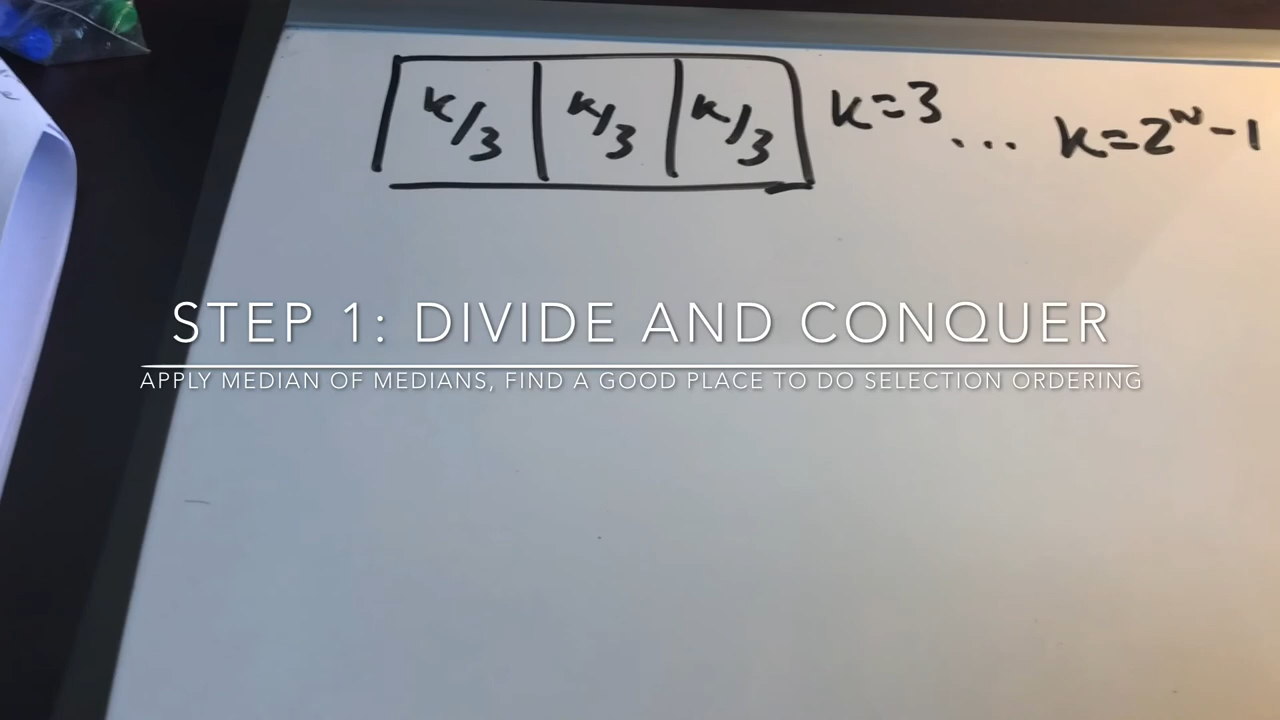 k/3 k/3 k/3 k=3 ... k=2^N-1
STEP 1: DIVIDE AND CONQUER
APPLY MEDIAN OF MEDIANS, FIND A GOOD PLACE TO DO SELECTION ORDERING